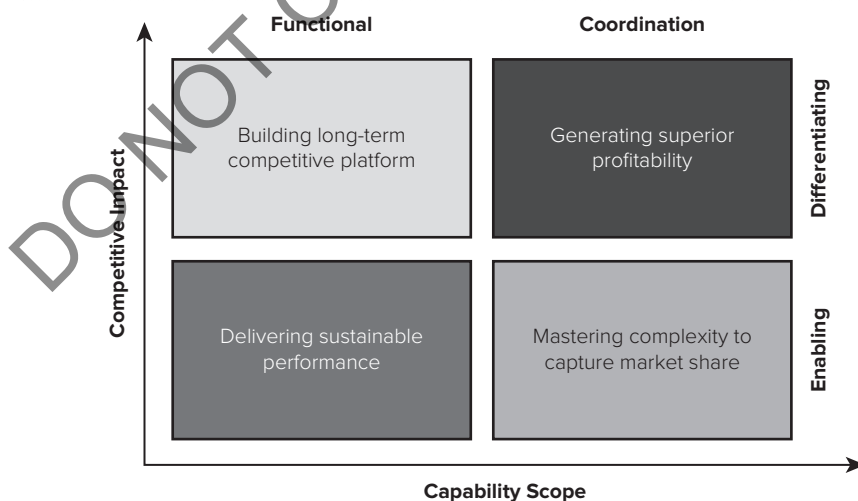 Functional
Coordination
Building long-term
competitive platform
Generating superior
profitability
Differentiating
Competitive Impact
Delivering sustainable
performance
Mastering complexity to
capture market share
Enabling
Capability Scope
DO NOT